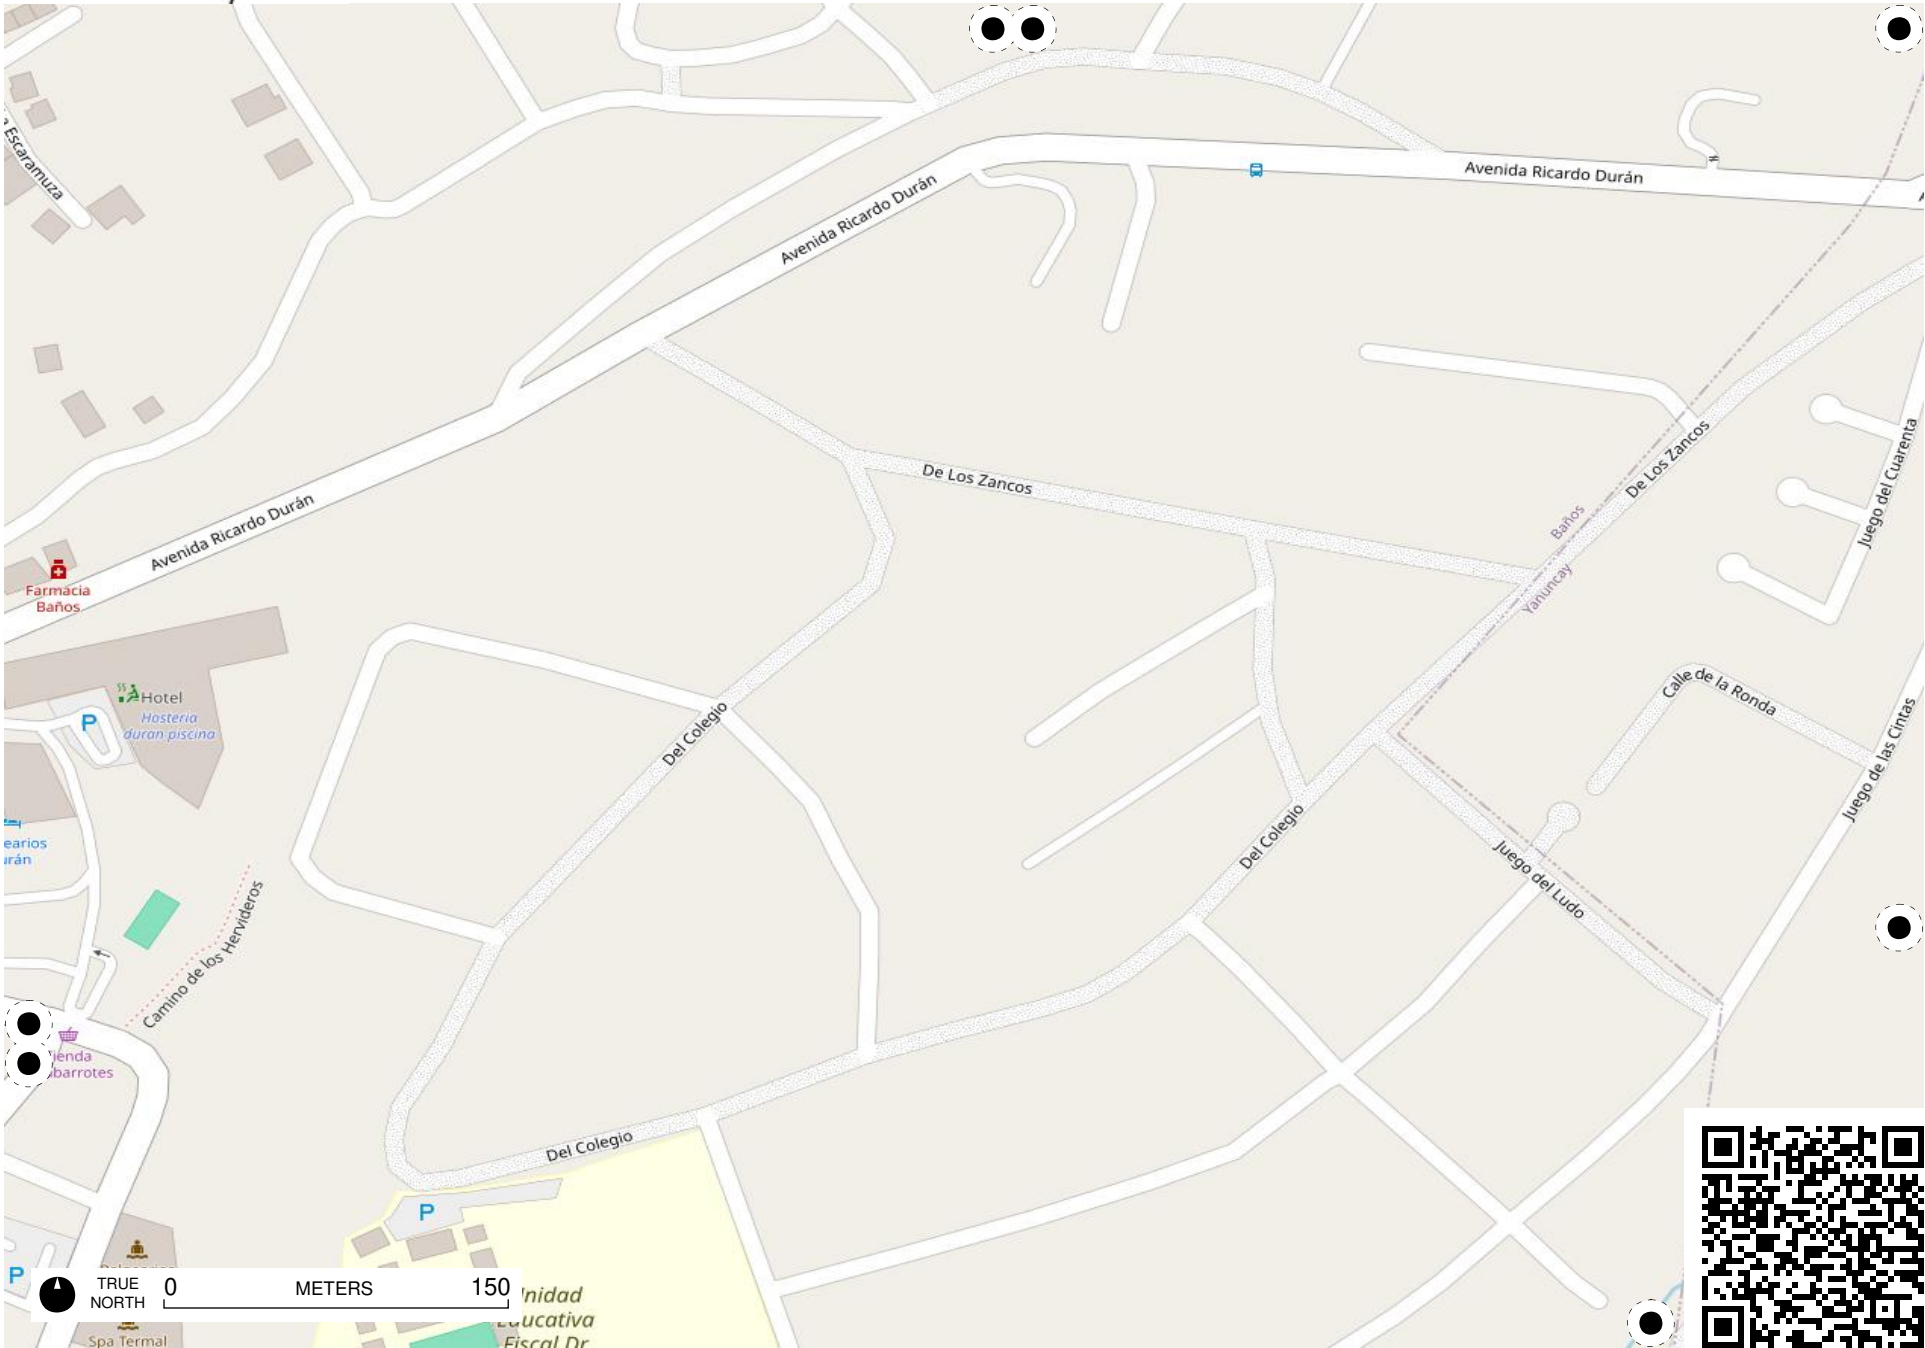 Escaramuza
Avenida Ricardo Durán
Avenida Ricardo Durán
Avenida Ricardo Durán
De Los Zancos
De Los Zancos
Juego del Cuarenta
Baños
Yanuncay
Farmacia
Baños
Hotel
Hosteria
duran piscina
P
Del Colegio
Calle de la Ronda
Juego de las Cintas
Del Colegio
Juego del Ludo
Camino de los Hervideros
Del Colegio
P
P
TRUE
NORTH
0
METERS
150
Spa Termal